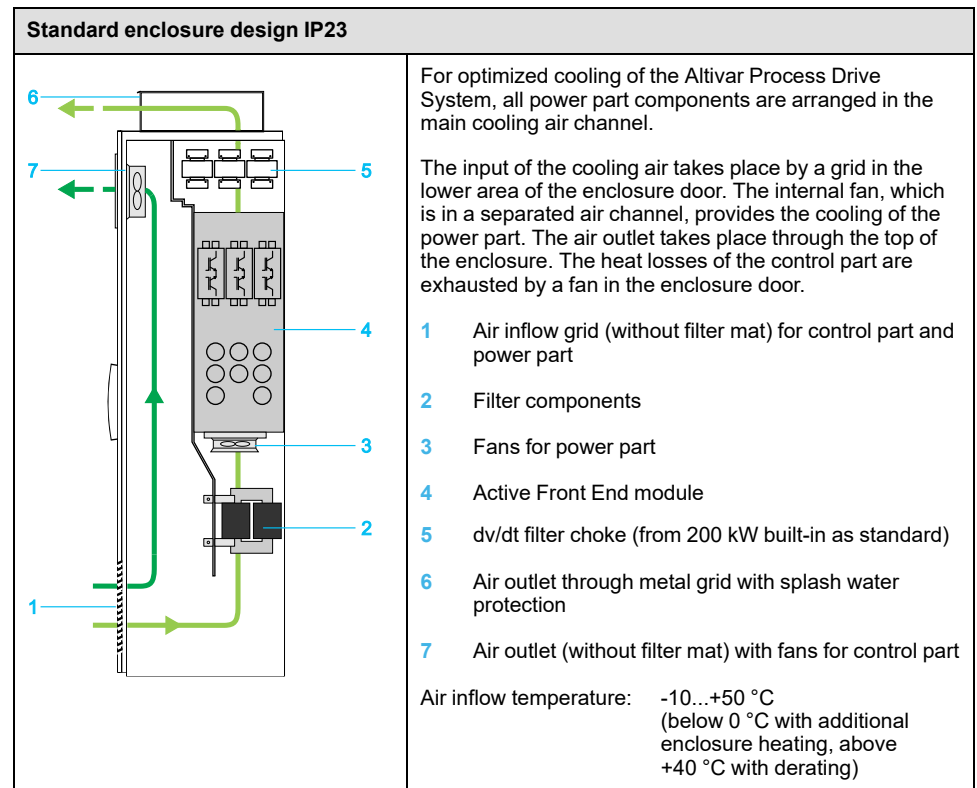 Standard enclosure design IP23
6
7
5
4
3
2
1
For optimized cooling of the Altivar Process Drive
System, all power part components are arranged in the
main cooling air channel.
The input of the cooling air takes place by a grid in the
lower area of the enclosure door. The internal fan, which
is in a separated air channel, provides the cooling of the
power part. The air outlet takes place through the top of
the enclosure. The heat losses of the control part are
exhausted by a fan in the enclosure door.
1 Air inflow grid (without filter mat) for control part and
power part
2 Filter components
3 Fans for power part
4 Active Front End module
5 dv/dt filter choke (from 200 kW built-in as standard)
6 Air outlet through metal grid with splash water
protection
7 Air outlet (without filter mat) with fans for control part
Air inflow temperature: -10...+50 °C
(below 0 °C with additional
enclosure heating, above
+40 °C with derating)